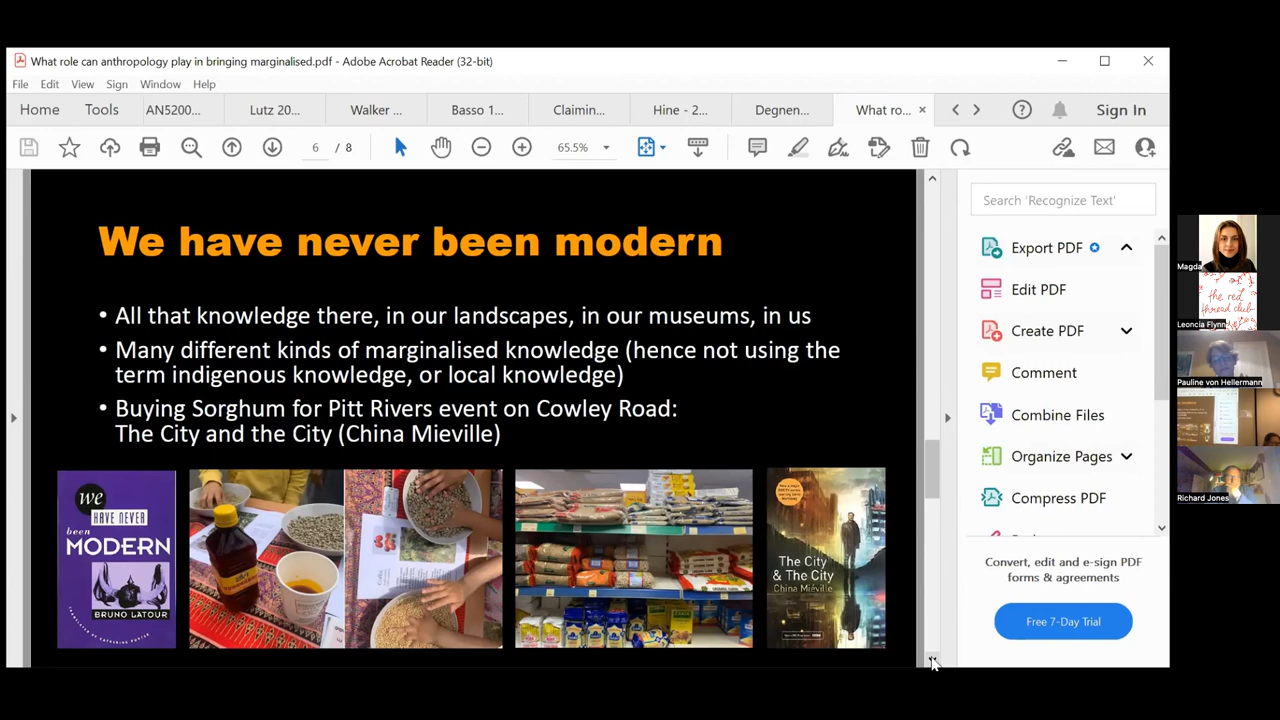 What role can anthropology play in bringing marginalised.pdf - Adobe Acrobat Reader (32-bit)
File Edit View Sign Window Help
Home Tools AN5200... Lutz 20... Walker ... Basso 1... Claimin... Hine - 2... Degnen... What ro... × Sign In
6 / 8 65.5%
We have never been modern
• All that knowledge there, in our landscapes, in our museums, in us
• Many different kinds of marginalised knowledge (hence not using the
term indigenous knowledge, or local knowledge)
• Buying Sorghum for Pitt Rivers event on Cowley Road:
The City and the City (China Mieville)
we
HAVE NEVER
been
MODERN
BRUNO LATOUR
The City
& The City
China Miéville
Search 'Recognize Text'
Export PDF
Edit PDF
Create PDF
Comment
Combine Files
Organize Pages
Compress PDF
Convert, edit and e-sign PDF
forms & agreements
Free 7-Day Trial
Magda
the red
thread club
Leoncia Flynn
Pauline von Hellermann
Richard Jones